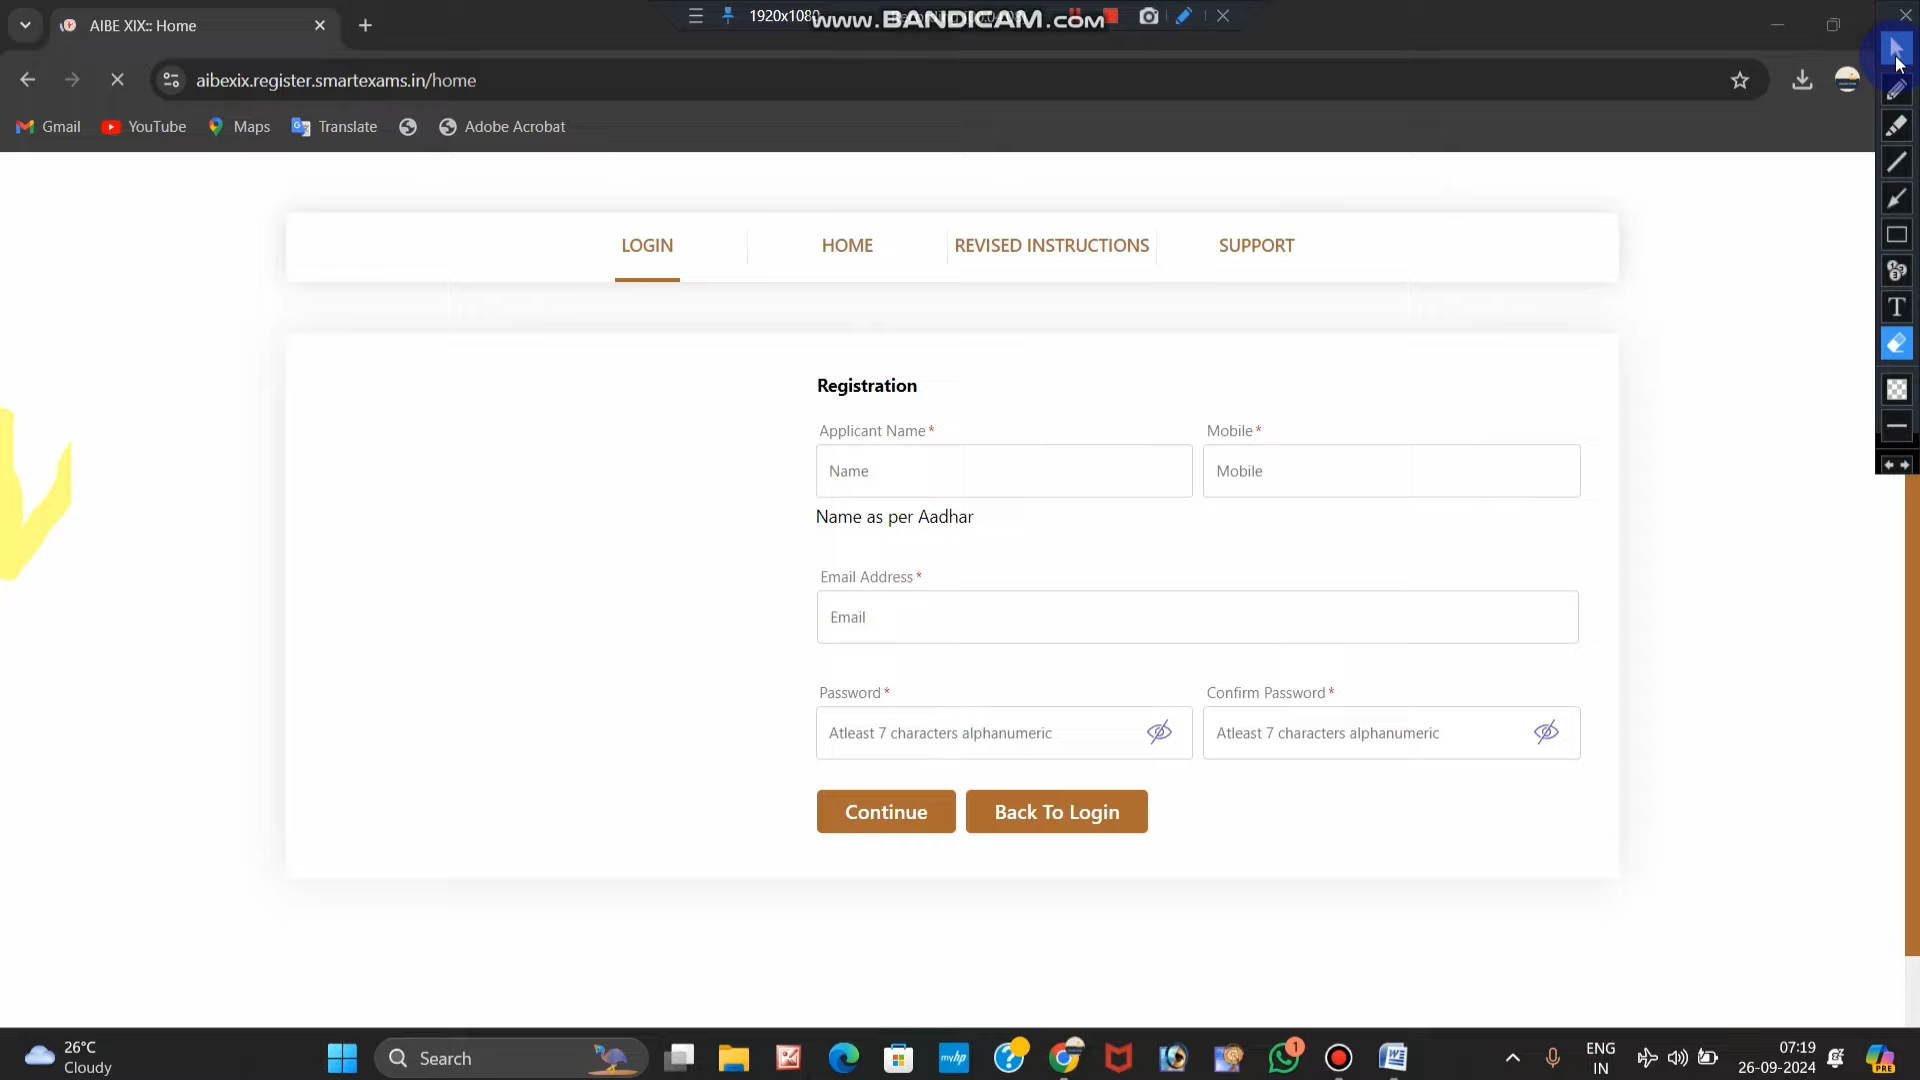 AIBE XIX:: Home
1920x1080
www.BANDICAM.com
aibexix.register.smartexams.in/home
Gmail
YouTube
Maps
Translate
Adobe Acrobat
LOGIN
HOME
REVISED INSTRUCTIONS
SUPPORT
Registration
Applicant Name*
Mobile*
Name
Mobile
Name as per Aadhar
Email Address*
Email
Password*
Confirm Password*
Atleast 7 characters alphanumeric
Atleast 7 characters alphanumeric
Continue
Back To Login
26°C
Cloudy
Search
myhp
1
ENG
IN
07:19
26-09-2024
PRE